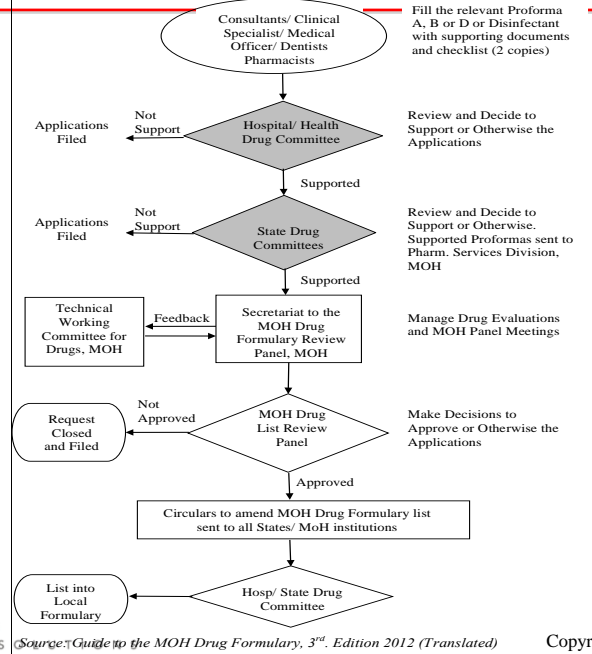 Consultants/ Clinical
Specialist/ Medical
Officer/ Dentists
Pharmacists
Fill the relevant Proforma
A, B or D or Disinfectant
with supporting documents
and checklist (2 copies)
Applications
Filed
Not
Support
Hospital/ Health
Drug Committee
Review and Decide to
Support or Otherwise the
Applications
Supported
Applications
Filed
Not
Support
State Drug
Committees
Review and Decide to
Support or Otherwise.
Supported Proformas sent to
Pharm. Services Division,
MOH
Supported
Technical
Working
Committee for
Drugs, MOH
Feedback
Secretariat to the
MOH Drug
Formulary Review
Panel, MOH
Manage Drug Evaluations
and MOH Panel Meetings
Request
Closed
and Filed
Not
Approved
MOH Drug
List Review
Panel
Make Decisions to
Approve or Otherwise the
Applications
Approved
Circulars to amend MOH Drug Formulary list
sent to all States/ MoH institutions
List into
Local
Formulary
Hosp/ State Drug
Committee
Source: Guide to the MOH Drug Formulary, 3rd. Edition 2012 (Translated)
Copyr